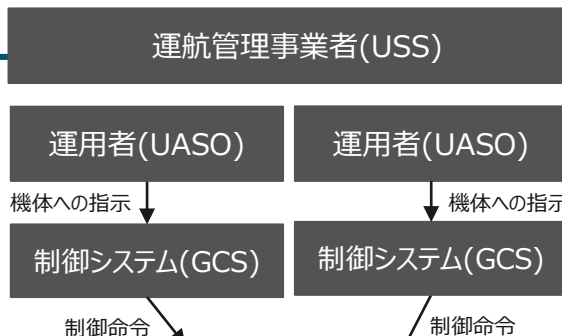 運航管理事業者(USS)
運用者(UASO)
運用者(UASO)
機体への指示
機体への指示
制御システム(GCS)
制御システム(GCS)
制御命令
制御命令